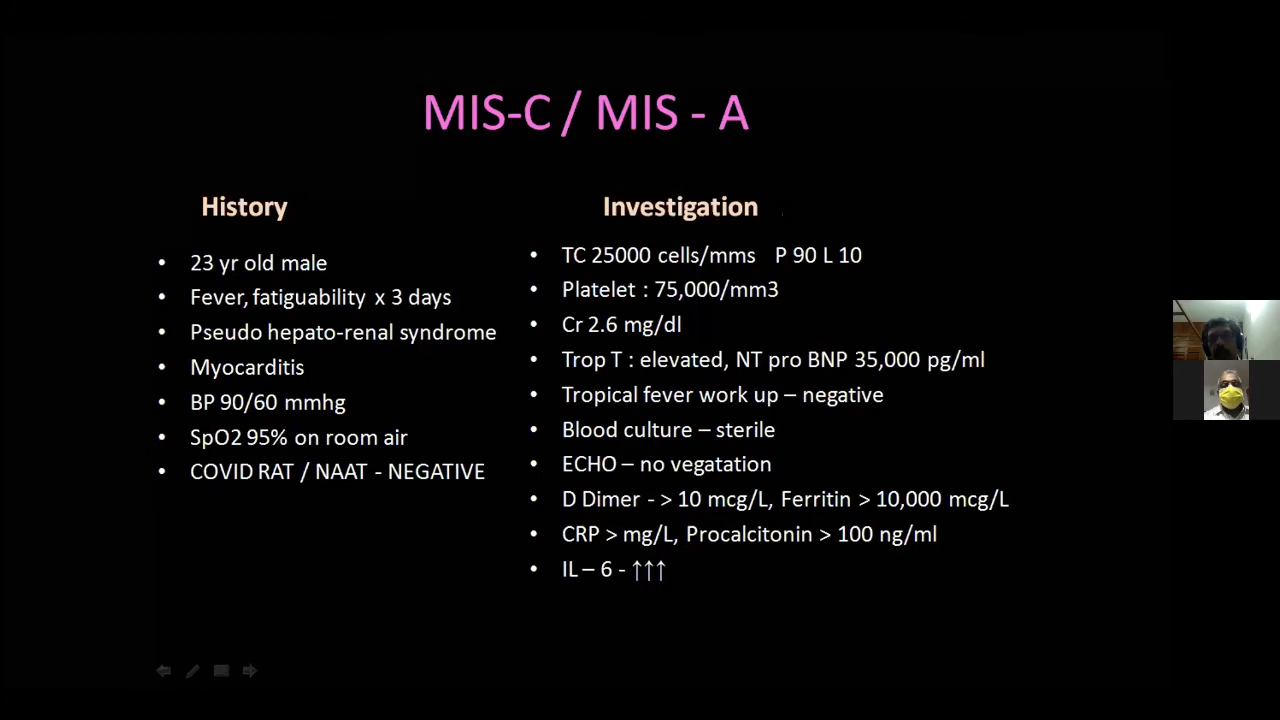 MIS-C / MIS - A
History
• 23 yr old male
• Fever, fatiguability x 3 days
• Pseudo hepato-renal syndrome
• Myocarditis
• BP 90/60 mmhg
• SpO2 95% on room air
• COVID RAT / NAAT - NEGATIVE
Investigation
• TC 25000 cells/mms P 90 L 10
• Platelet : 75,000/mm3
• Cr 2.6 mg/dl
• Trop T : elevated, NT pro BNP 35,000 pg/ml
• Tropical fever work up – negative
• Blood culture – sterile
• ECHO – no vegatation
• D Dimer - > 10 mcg/L, Ferritin > 10,000 mcg/L
• CRP > mg/L, Procalcitonin > 100 ng/ml
• IL – 6 - ↑↑↑